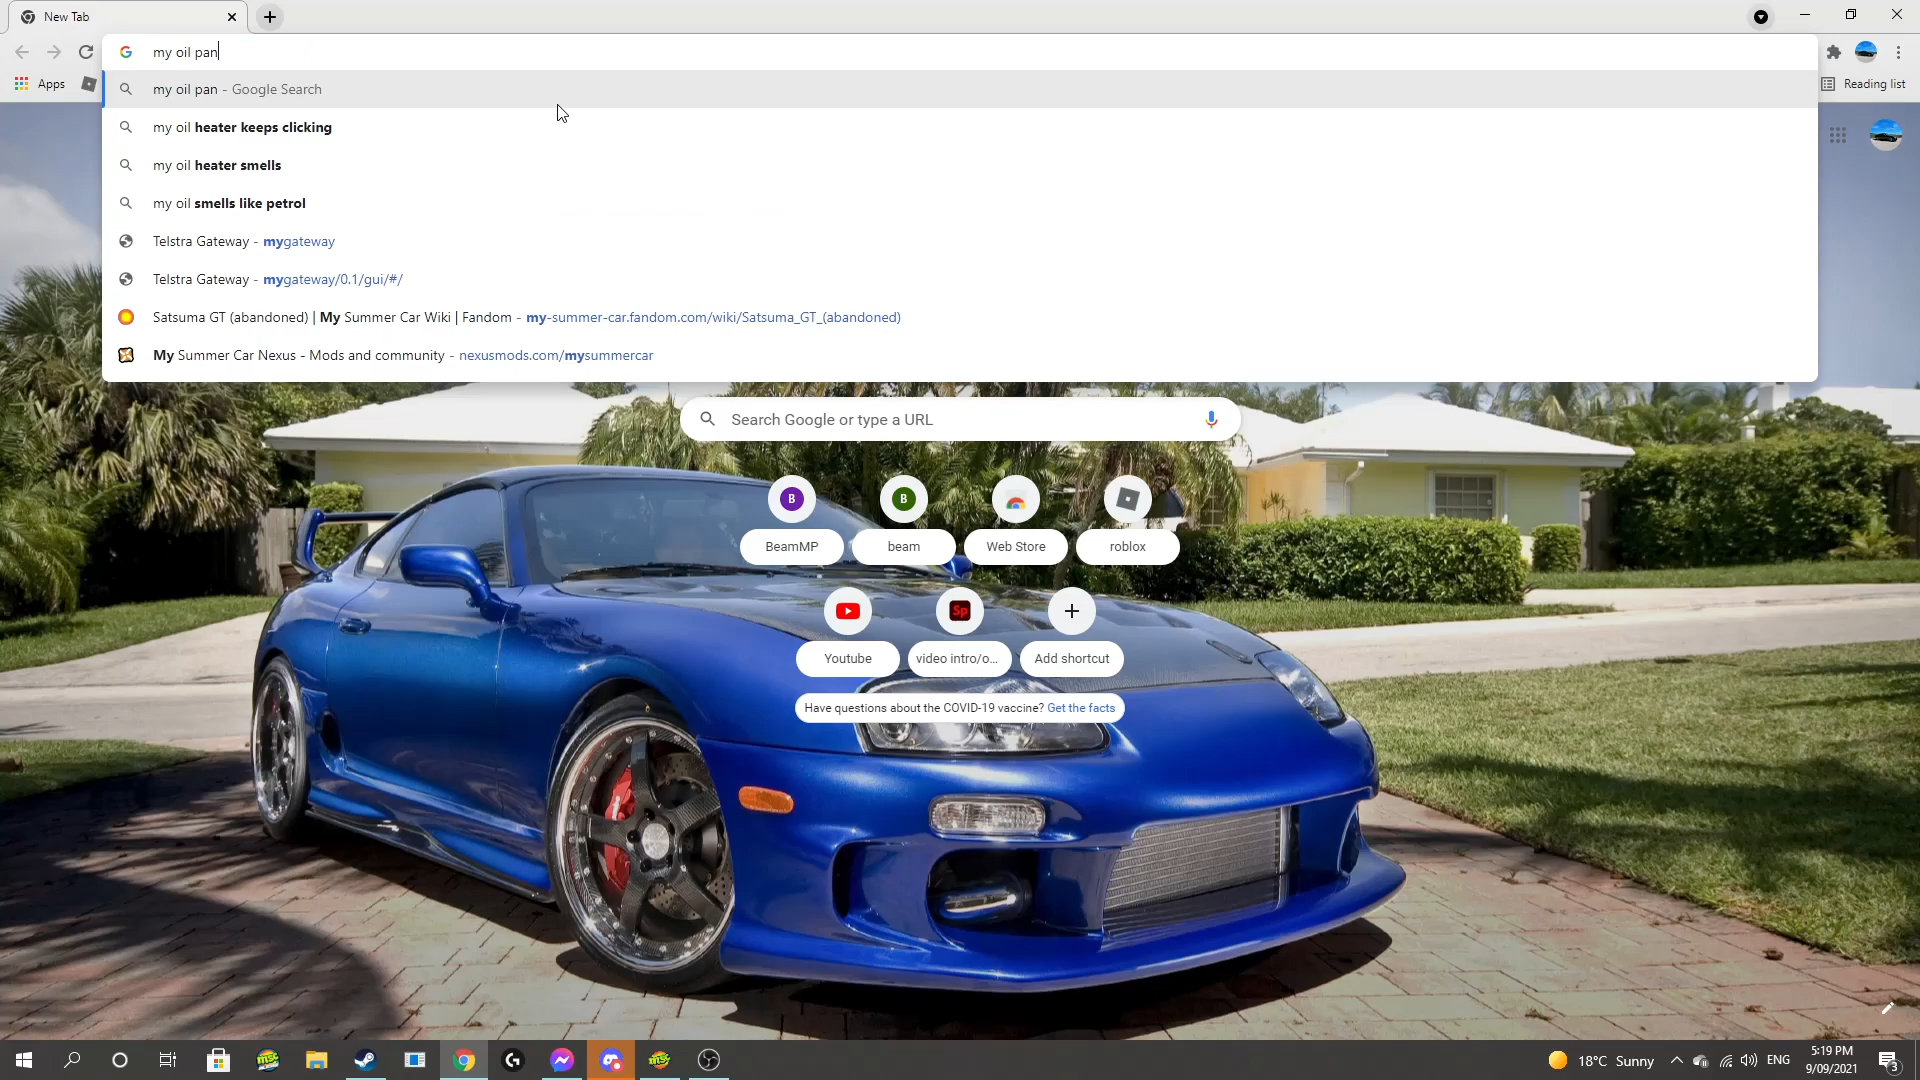 New Tab
my oil pan
my oil pan - Google Search
my oil heater keeps clicking
my oil heater smells
my oil smells like petrol
Telstra Gateway - mygateway
Telstra Gateway - mygateway/0.1/gui/#/
Satsuma GT (abandoned) | My Summer Car Wiki | Fandom - my-summer-car.fandom.com/wiki/Satsuma_GT_(abandoned)
My Summer Car Nexus - Mods and community - nexusmods.com/mysummercar
Apps
Reading list
Search Google or type a URL
B
B
BeamMP
beam
Web Store
roblox
Sp
Youtube
video intro/o...
Add shortcut
Have questions about the COVID-19 vaccine? Get the facts
18°C Sunny
ENG
5:19 PM
9/09/2021
3